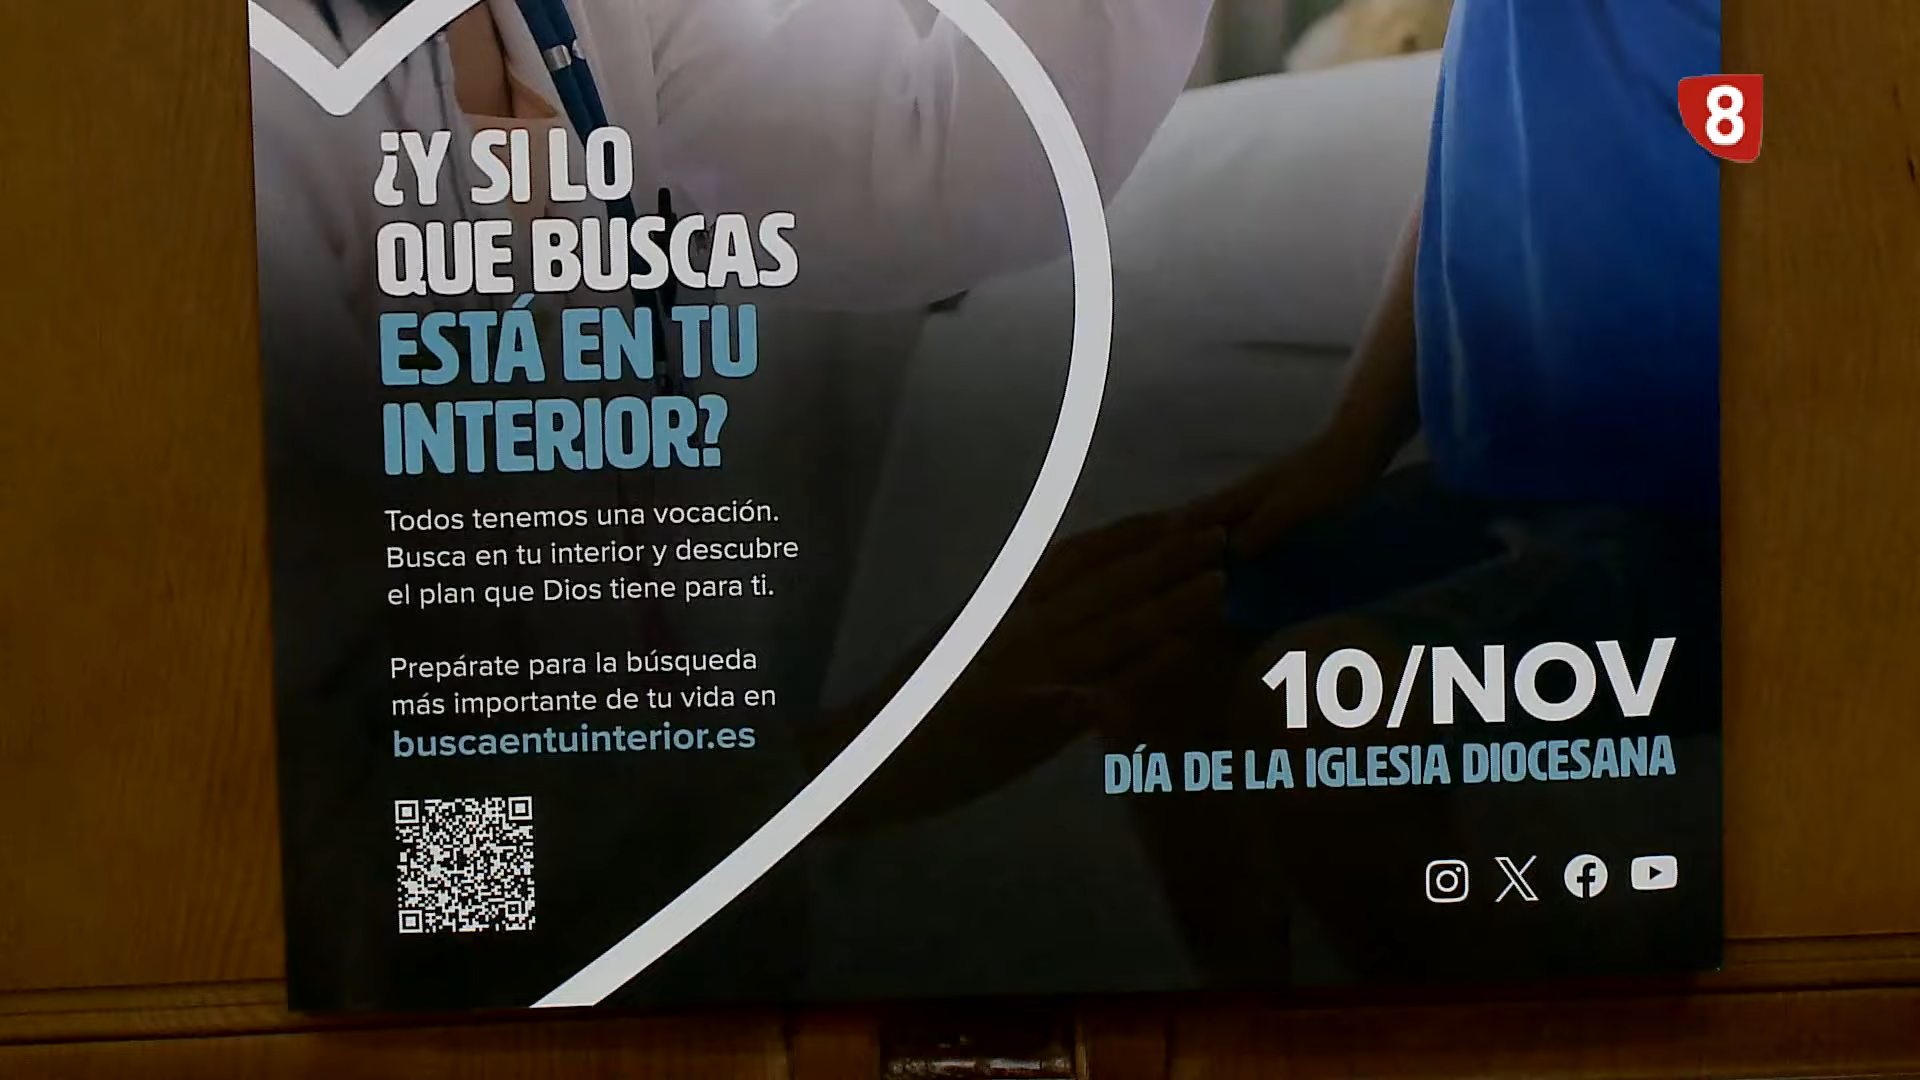 8
¿Y SI LO
QUE BUSCAS
ESTÁ EN TU
INTERIOR?
Todos tenemos una vocación.
Busca en tu interior y descubre
el plan que Dios tiene para ti.
Prepárate para la búsqueda
más importante de tu vida en
buscaentuinterior.es
10/NOV
DÍA DE LA IGLESIA DIOCESANA